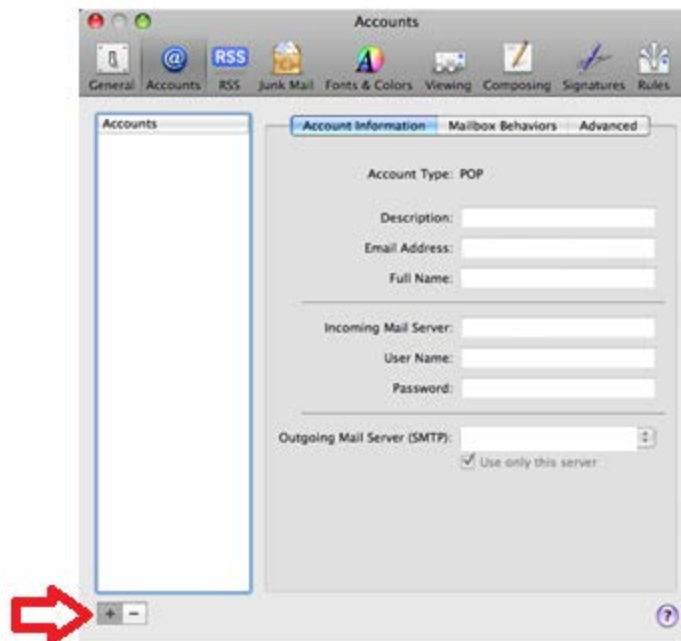 Accounts
RSS
General Accounts RSS Junk Mail Fonts & Colors Viewing Composing Signatures Rules
Accounts
Account Information Mailbox Behaviors Advanced
Account Type: POP
Description:
Email Address:
Full Name:
Incoming Mail Server:
User Name:
Password:
Outgoing Mail Server (SMTP):
Use only this server
+ − ?